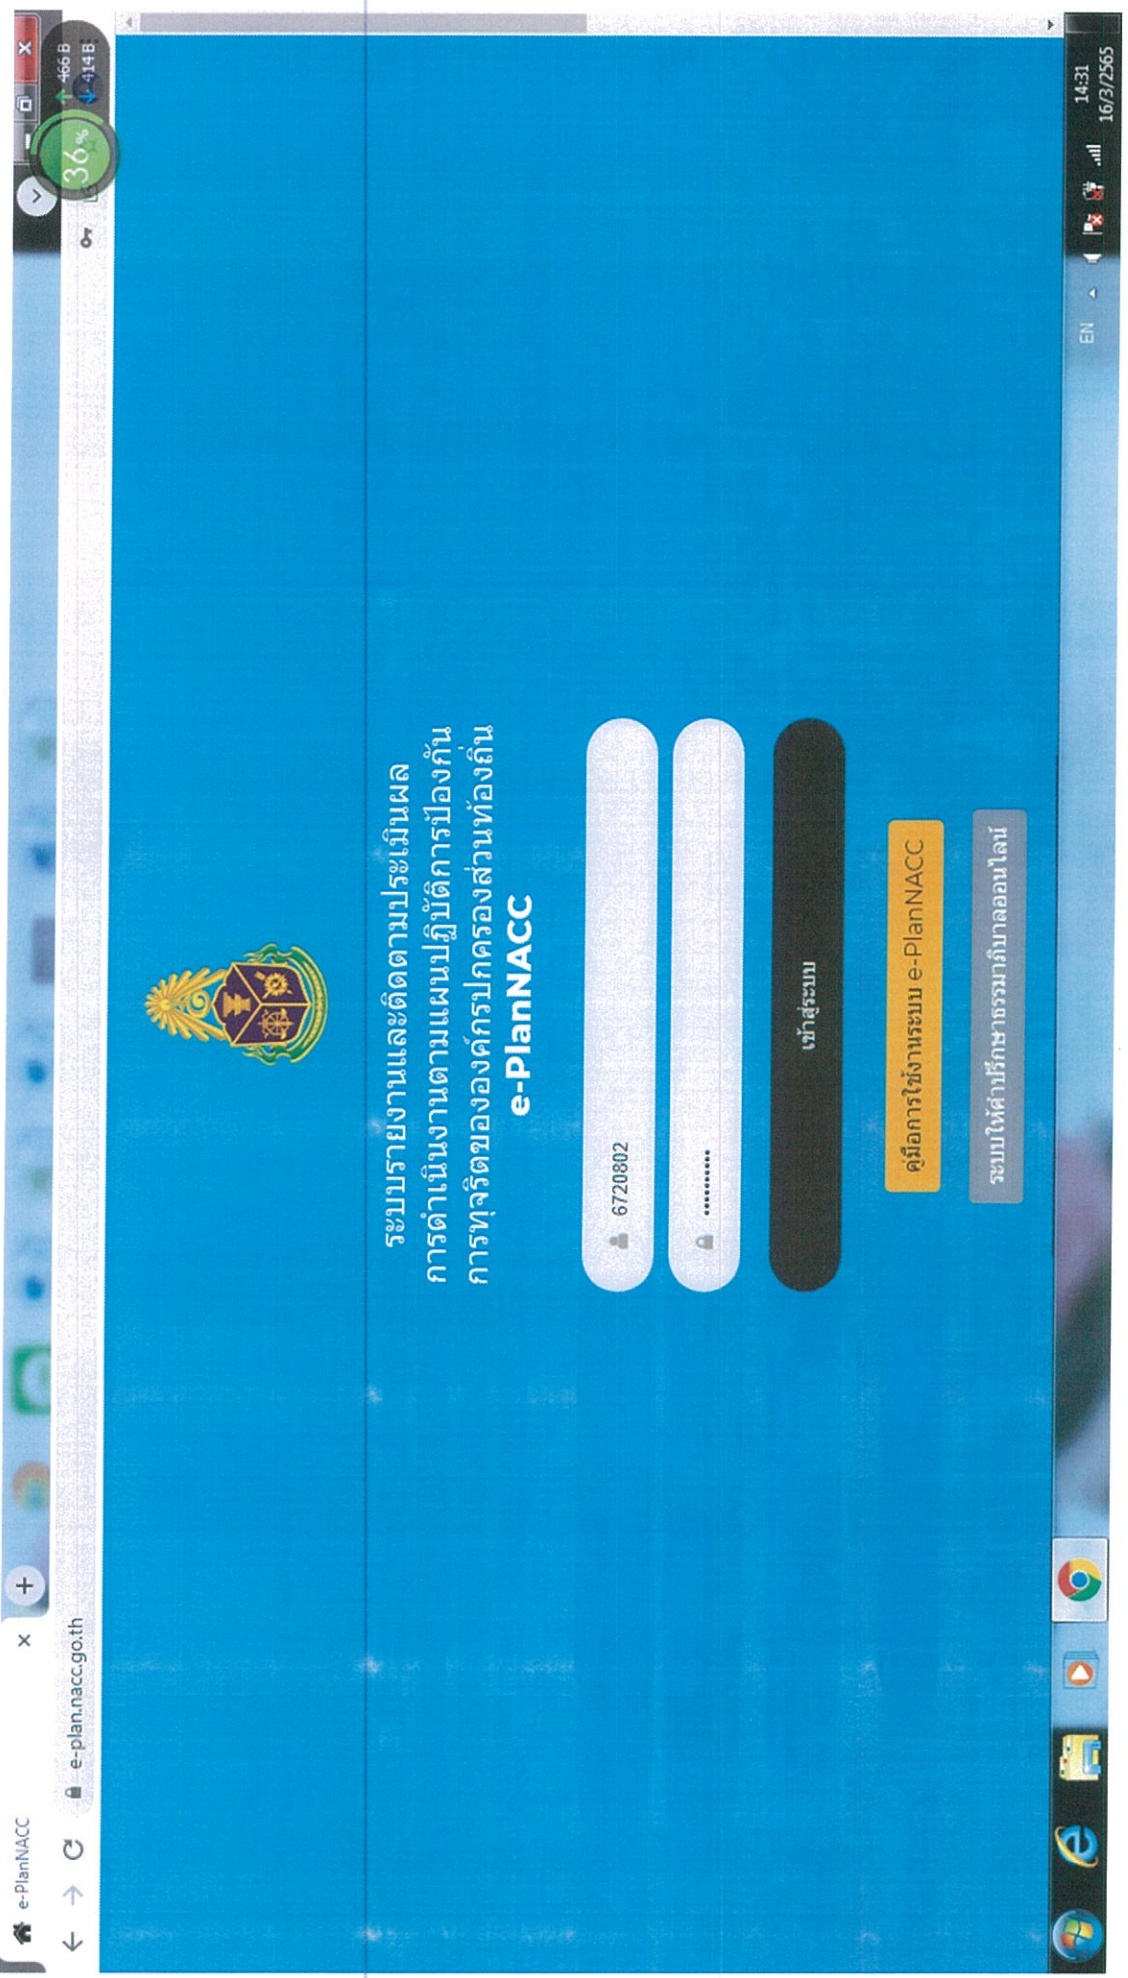 e-PlanNACC
e-plan.nacc.go.th
36%
466 B
414 B
ระบบรายงานและติดตามประเมินผล
การดำเนินงานตามแผนปฏิบัติการป้องกัน
การทุจริตขององค์กรปกครองส่วนท้องถิ่น
e-PlanNACC
6720802
เข้าสู่ระบบ
คู่มือการใช้งานระบบ e-PlanNACC
ระบบให้คำปรึกษาธรรมาภิบาลออนไลน์
EN
14:31
16/3/2565